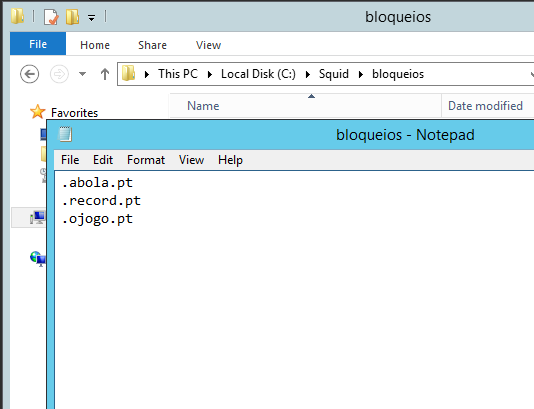 bloqueios
File Home Share View
This PC Local Disk (C:) Squid bloqueios
Favorites Name Date modified
bloqueios - Notepad
File Edit Format View Help
.abola.pt
.record.pt
.ojogo.pt